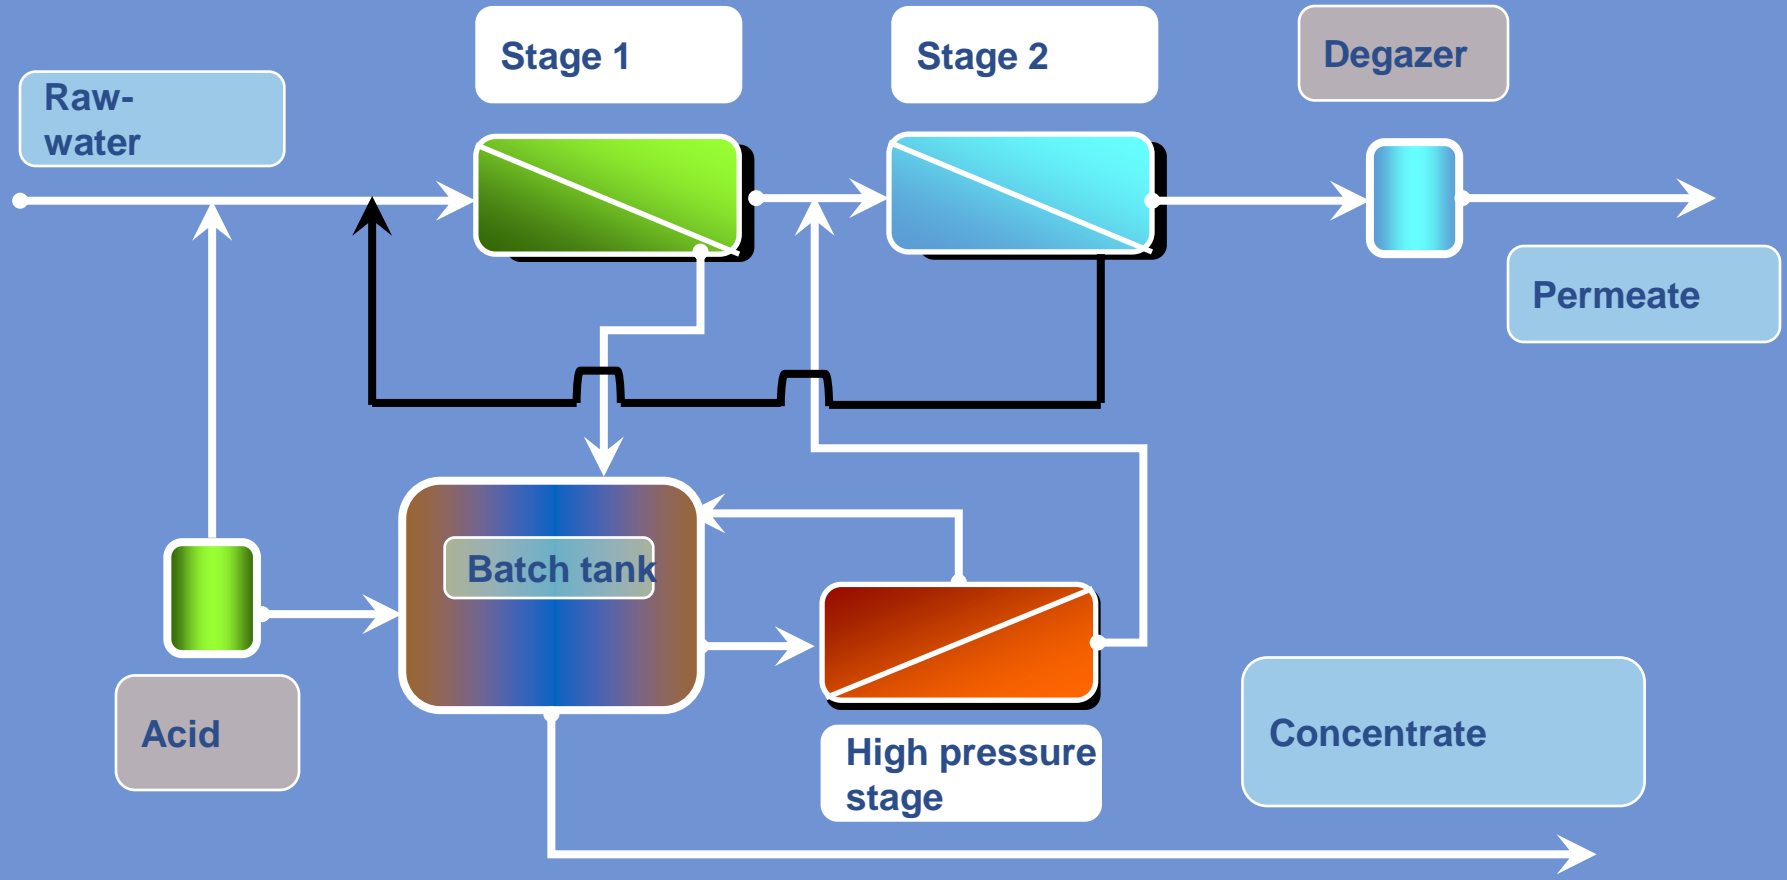 Stage 1
Stage 2
Degazer
Raw-
water
Permeate
Batch tank
Acid
High pressure
stage
Concentrate